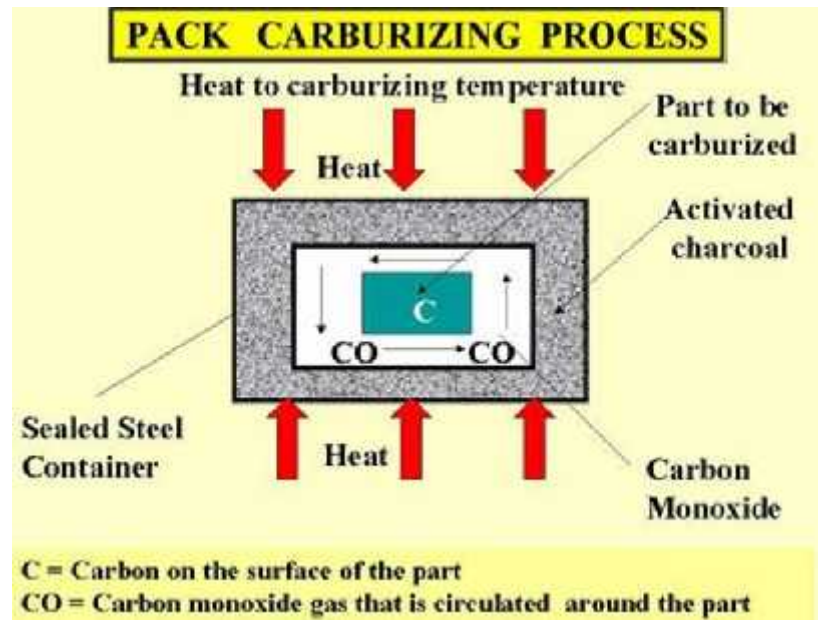 PACK CARBURIZING PROCESS
Heat to carburizing temperature
Part to be
carburized
Heat
Activated
charcoal
C
CO
CO
Sealed Steel
Container
Heat
Carbon
Monoxide
C = Carbon on the surface of the part
CO = Carbon monoxide gas that is circulated around the part